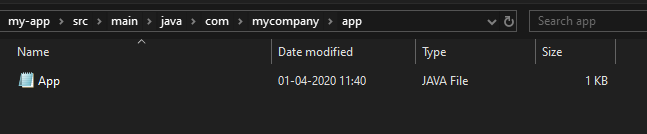 my-app > src > main > java > com > mycompany > app Search app
Name Date modified Type Size
App 01-04-2020 11:40 JAVA File 1 KB